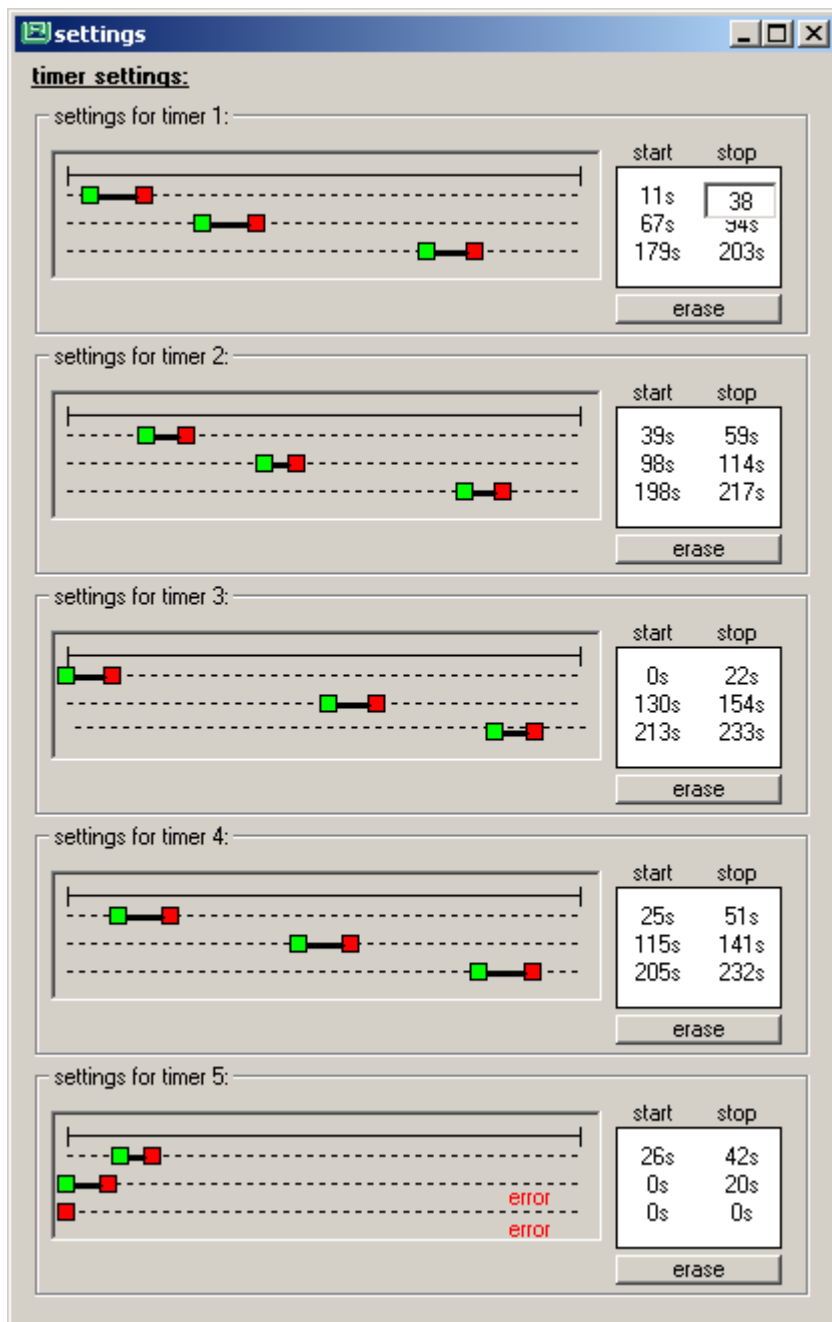 settings
timer settings:
settings for timer 1:
start stop
11s 38
67s 94s
179s 203s
erase
settings for timer 2:
start stop
39s 59s
98s 114s
198s 217s
erase
settings for timer 3:
start stop
0s 22s
130s 154s
213s 233s
erase
settings for timer 4:
start stop
25s 51s
115s 141s
205s 232s
erase
settings for timer 5:
start stop
26s 42s
0s 20s
error
0s 0s
error
erase